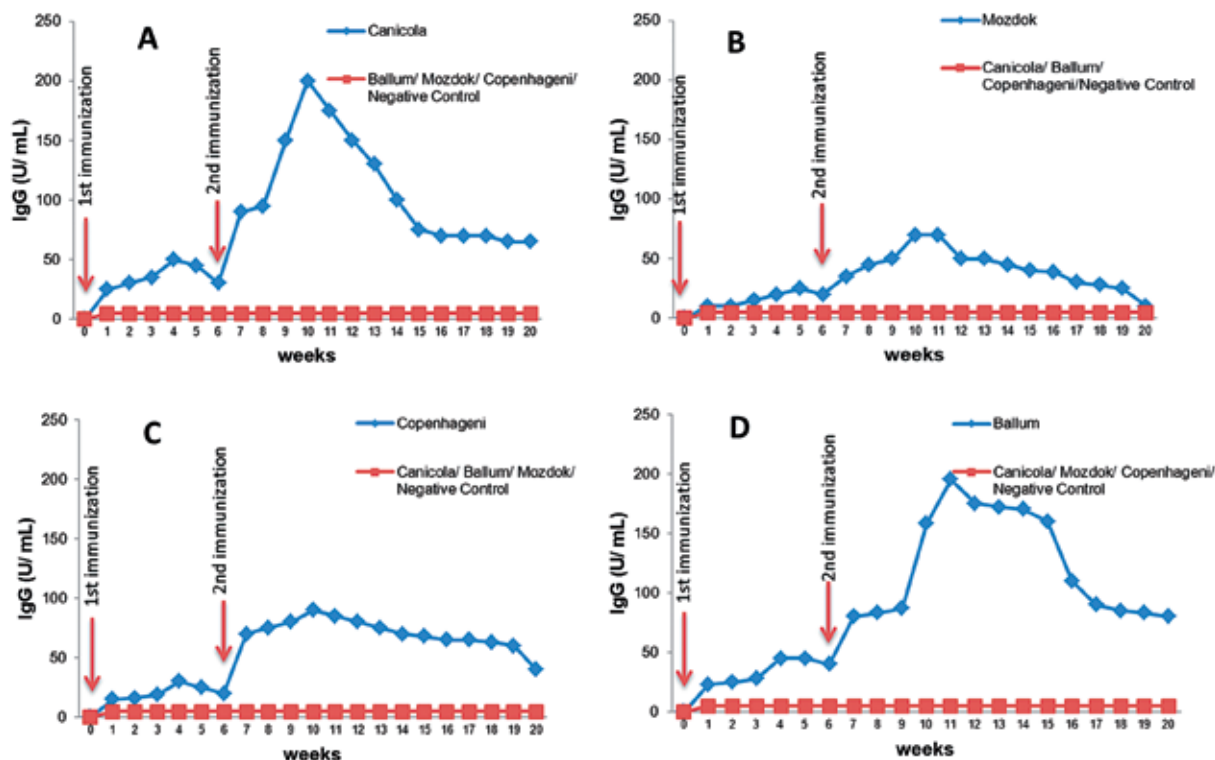 A
Canicola
Ballum/ Mozdok/ Copenhageni/
Negative Control
1st immunization
2nd immunization
IgG (U/ mL)
250
200
150
100
50
0
0 1 2 3 4 5 6 7 8 9 10 11 12 13 14 15 16 17 18 19 20
weeks
B
Mozdok
Canicola/ Ballum/
Copenhageni/Negative Control
1st immunization
2nd immunization
IgG (U/ mL)
250
200
150
100
50
0
0 1 2 3 4 5 6 7 8 9 10 11 12 13 14 15 16 17 18 19 20
weeks
C
Copenhageni
Canicola/ Ballum/ Mozdok/
Negative Control
1st immunization
2nd immunization
IgG (U/ mL)
250
200
150
100
50
0
0 1 2 3 4 5 6 7 8 9 10 11 12 13 14 15 16 17 18 19 20
weeks
D
Ballum
Canicola/ Mozdok/ Copenhageni/
Negative Control
1st immunization
2nd immunization
IgG (U/ mL)
250
200
150
100
50
0
0 1 2 3 4 5 6 7 8 9 10 11 12 13 14 15 16 17 18 19 20
weeks